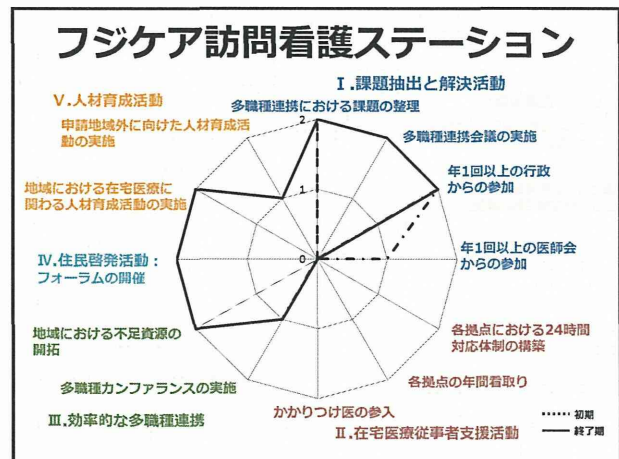 フジケア訪問看護ステーション
Ⅰ.課題抽出と解決活動
Ⅴ.人材育成活動
多職種連携における課題の整理
申請地域外に向けた人材育成活
動の実施
多職種連携会議の実施
年1回以上の行政
からの参加
地域における在宅医療に
関わる人材育成活動の実施
年1回以上の医師会
からの参加
Ⅳ.住民啓発活動：
フォーラムの開催
地域における不足資源の
開拓
各拠点における24時間
対応体制の構築
多職種カンファランスの実施
各拠点の年間看取り
かかりつけ医の参入
Ⅲ.効率的な多職種連携
Ⅱ.在宅医療従事者支援活動
2
1
0
初期
終了期